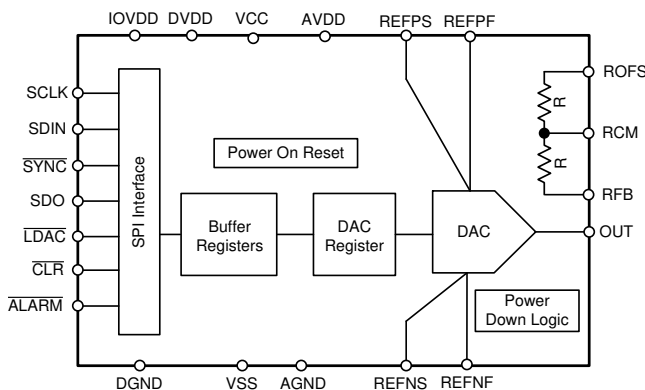 IOVDD DVDD VCC AVDD REFPS REFPF
SCLK
SDIN
SYNC
SDO
LDAC
CLR
ALARM
SPI Interface
Power On Reset
Buffer
Registers
DAC
Register
DAC
Power
Down Logic
R
R
ROFS
RCM
RFB
OUT
DGND VSS AGND REFNS REFNF